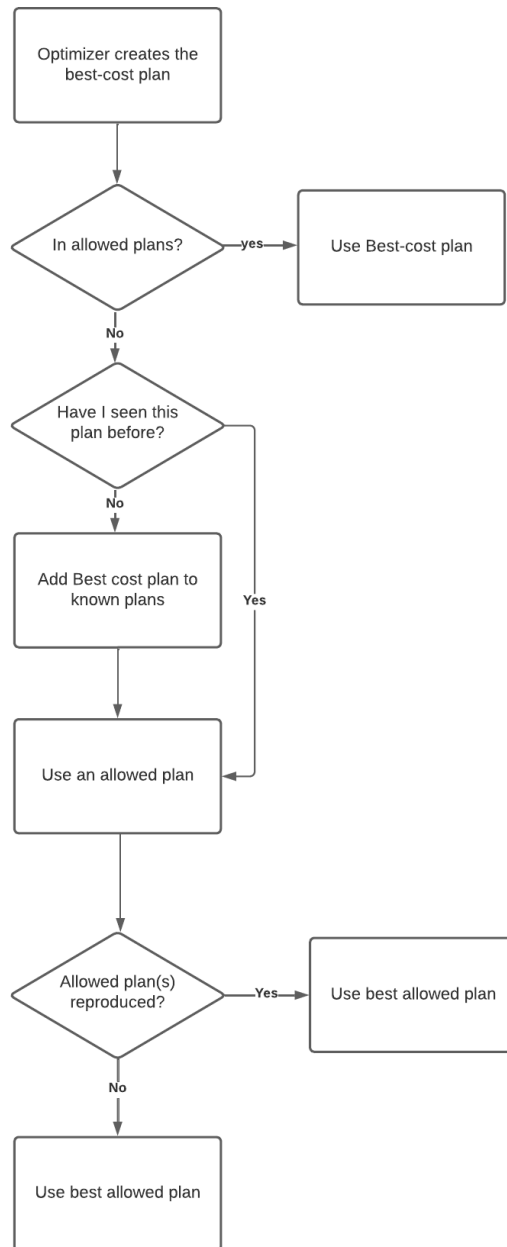 Optimizer creates the
best-cost plan
In allowed plans?
yes
Use Best-cost plan
No
Have I seen this
plan before?
No
Add Best cost plan to
known plans
Yes
Use an allowed plan
Allowed plan(s)
reproduced?
Yes
Use best allowed plan
No
Use best allowed plan